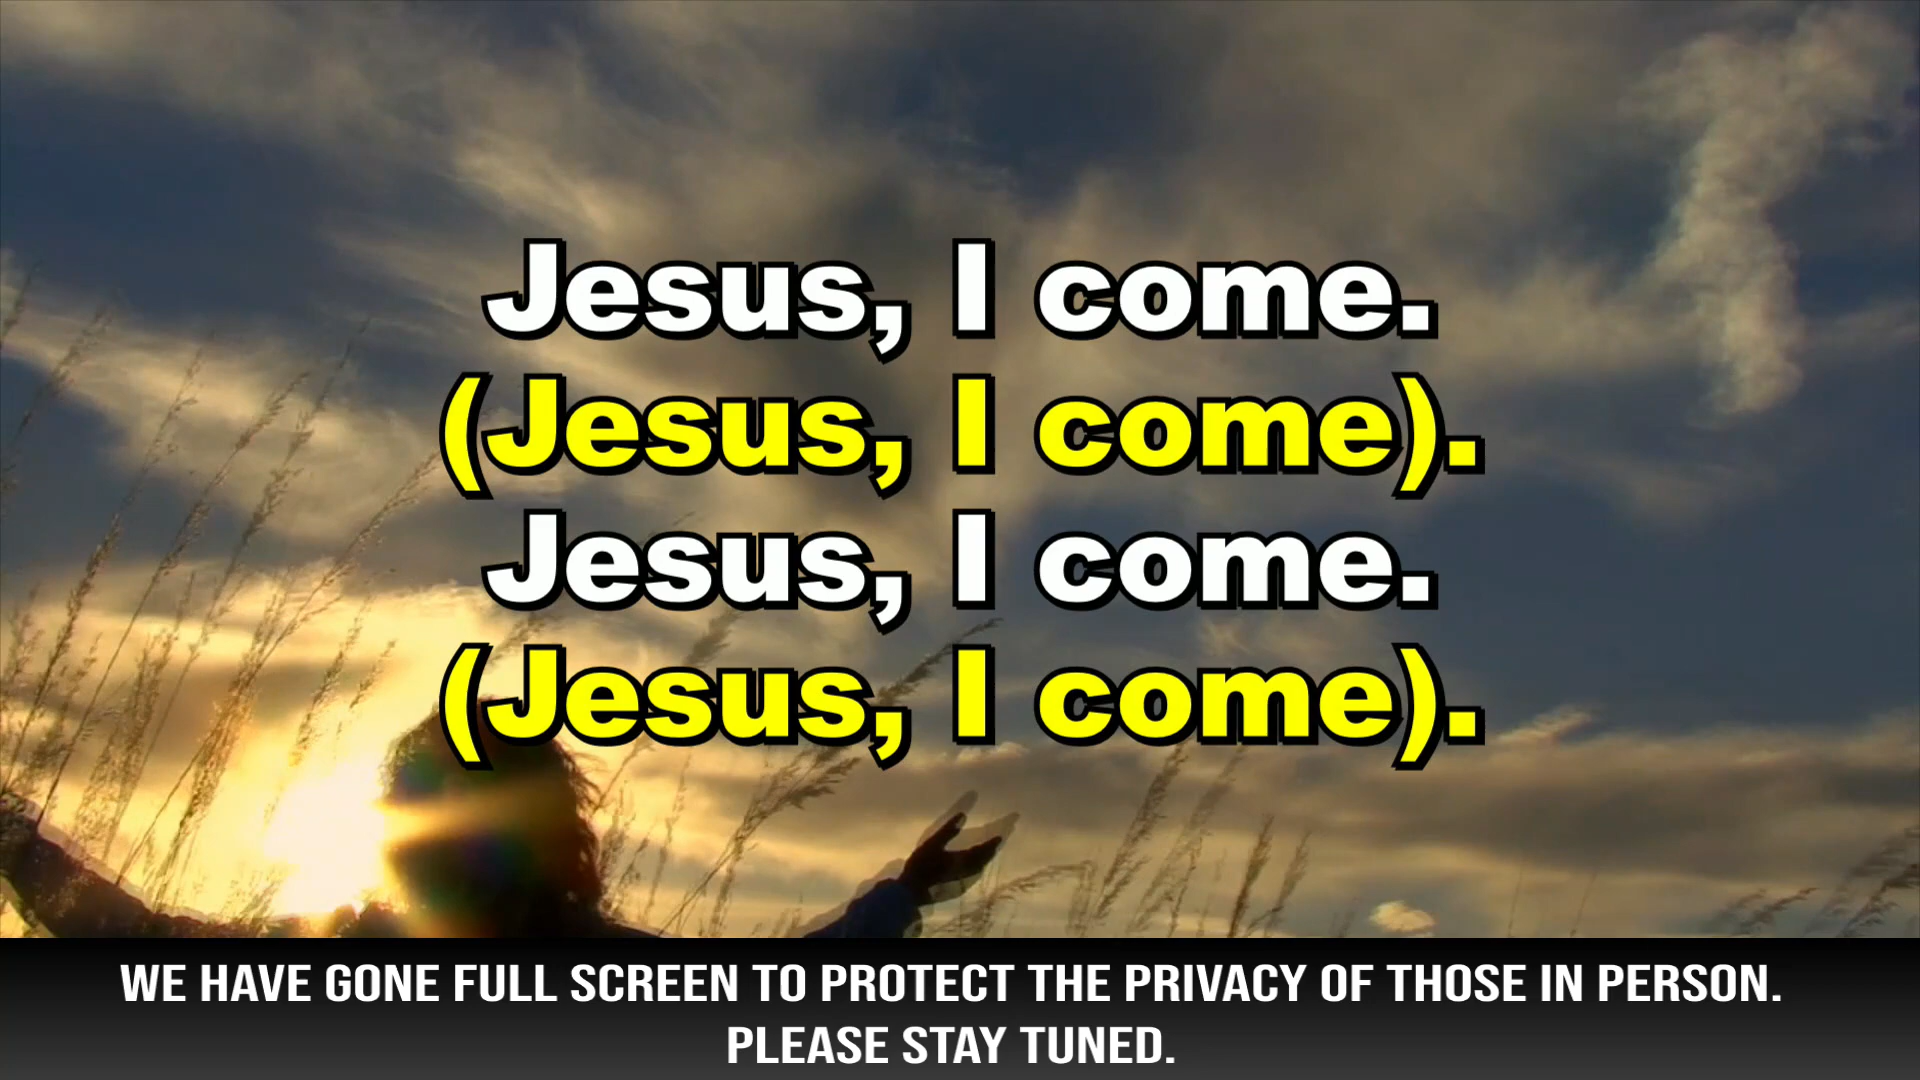 Jesus, I come.
(Jesus, I come).
Jesus, I come.
(Jesus, I come).
WE HAVE GONE FULL SCREEN TO PROTECT THE PRIVACY OF THOSE IN PERSON.
PLEASE STAY TUNED.